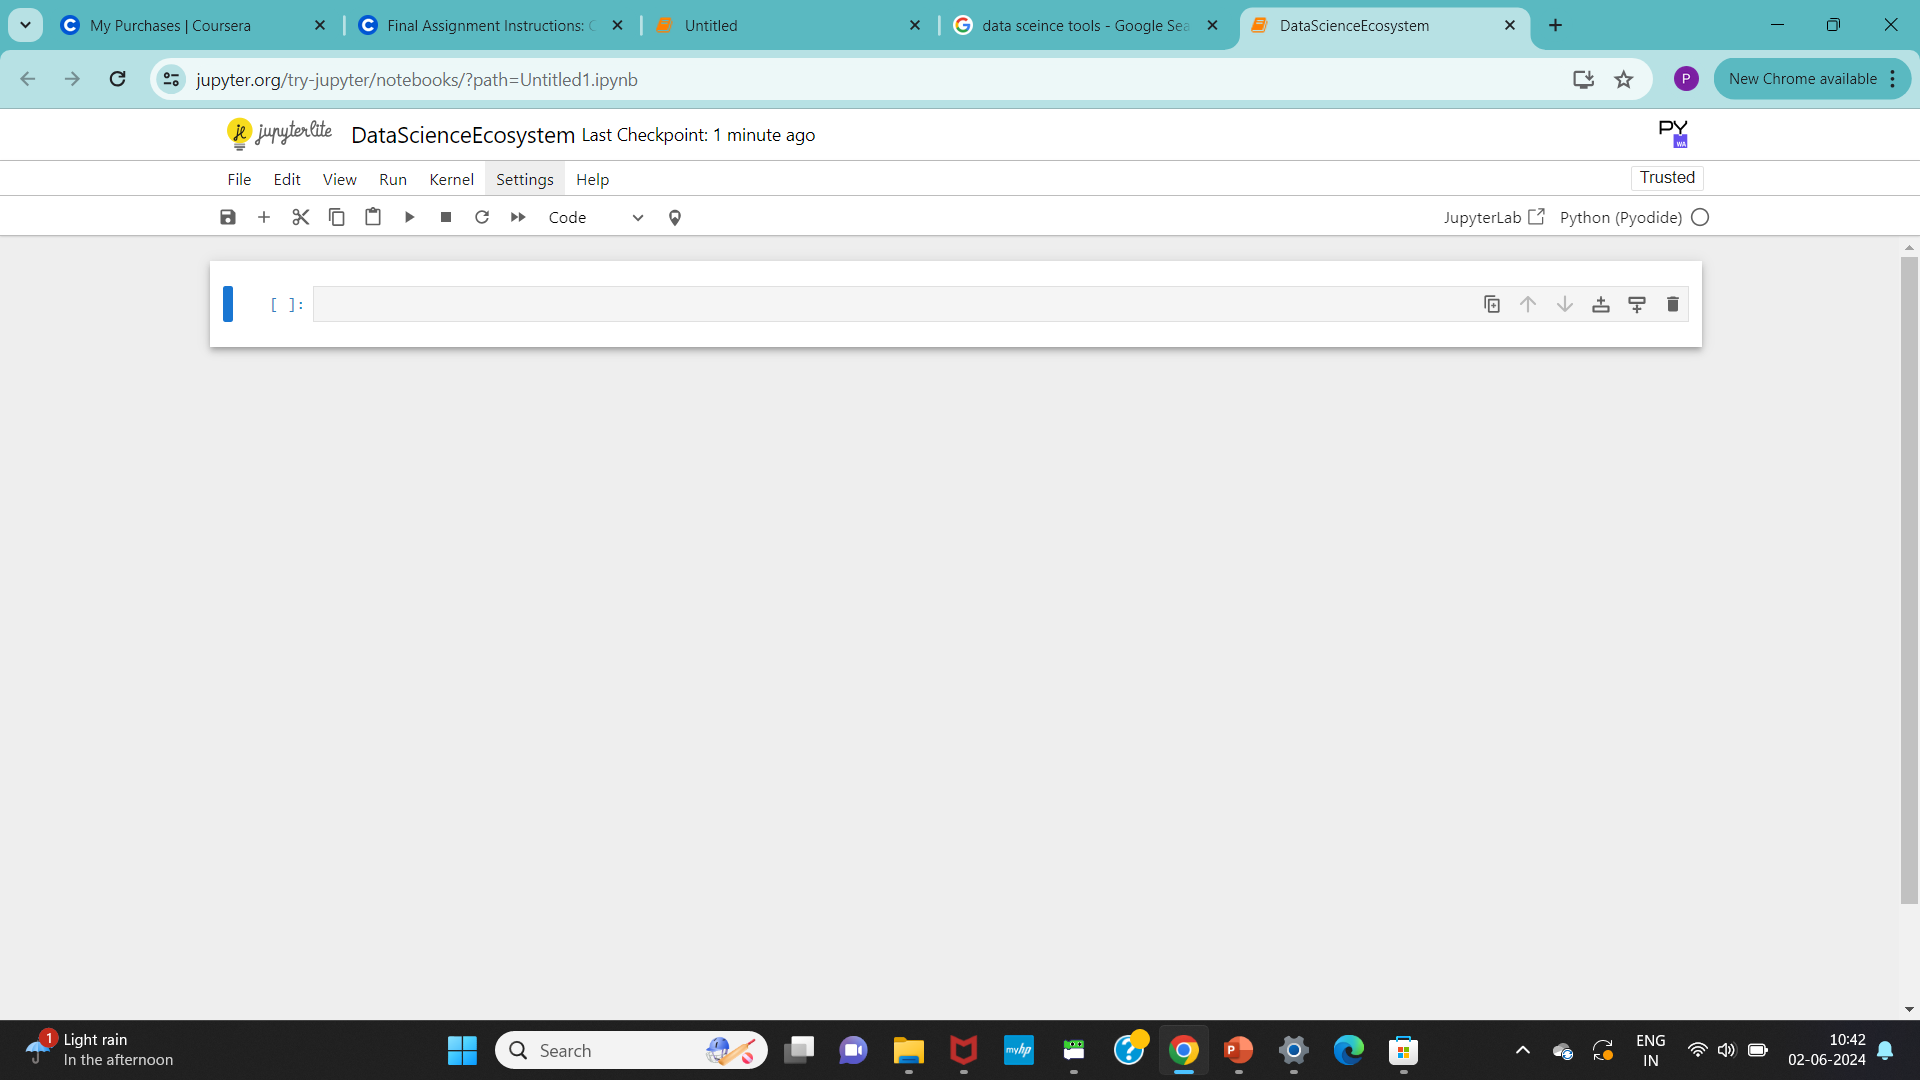 My Purchases | Coursera
Final Assignment Instructions: C
Untitled
data sceince tools - Google Sea
DataScienceEcosystem
jupyter.org/try-jupyter/notebooks/?path=Untitled1.ipynb
P
New Chrome available
jupyterlite
DataScienceEcosystem Last Checkpoint: 1 minute ago
PY
WA
File Edit View Run Kernel Settings Help
Trusted
Code
JupyterLab
Python (Pyodide)
[ ]:
1
Light rain
In the afternoon
Search
myhp
P
ENG
IN
10:42
02-06-2024